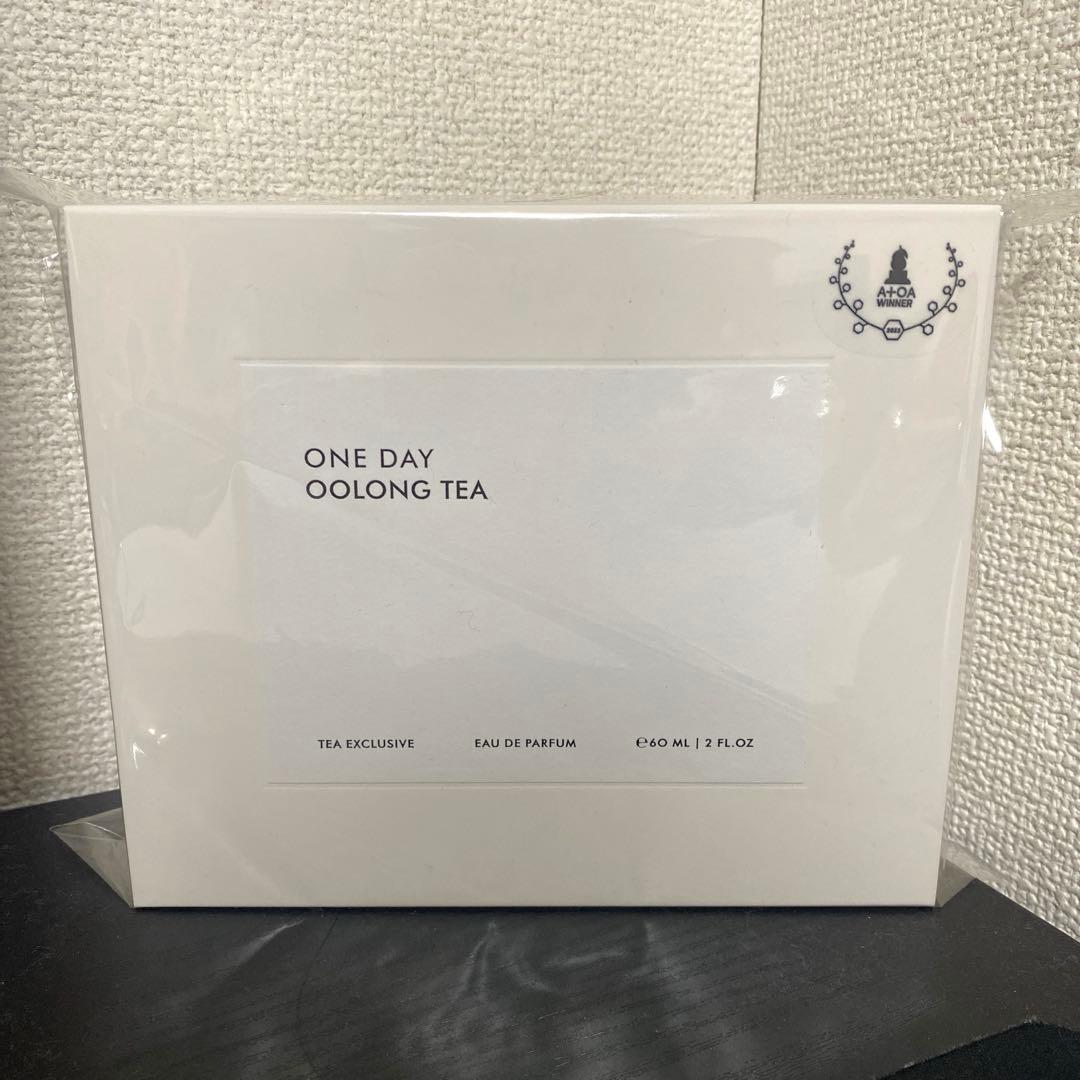 A+OA
WINNER
ONE DAY
OOLONG TEA
TEA EXCLUSIVE EAU DE PARFUM ℮60 ML | 2 FL.OZ